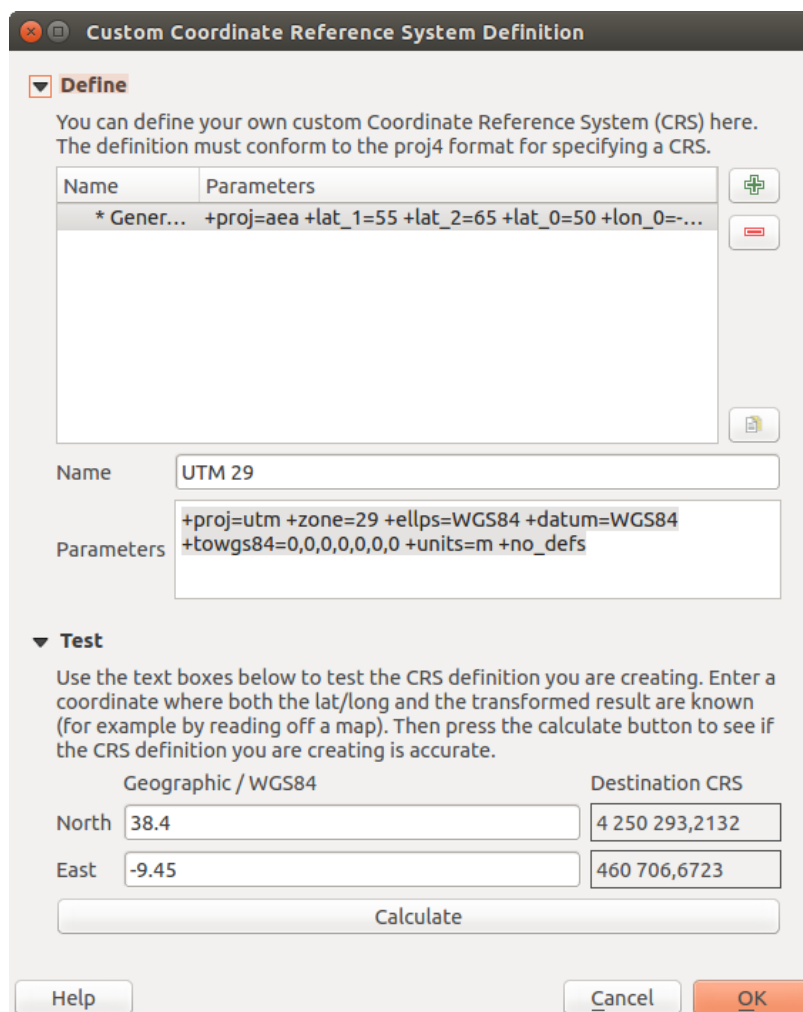 Custom Coordinate Reference System Definition
Define
You can define your own custom Coordinate Reference System (CRS) here.
The definition must conform to the proj4 format for specifying a CRS.
Name Parameters
* Gener... +proj=aea +lat_1=55 +lat_2=65 +lat_0=50 +lon_0=-...
Name UTM 29
+proj=utm +zone=29 +ellps=WGS84 +datum=WGS84
Parameters +towgs84=0,0,0,0,0,0,0 +units=m +no_defs
Test
Use the text boxes below to test the CRS definition you are creating. Enter a
coordinate where both the lat/long and the transformed result are known
(for example by reading off a map). Then press the calculate button to see if
the CRS definition you are creating is accurate.
Geographic / WGS84 Destination CRS
North 38.4 4 250 293,2132
East -9.45 460 706,6723
Calculate
Help Cancel OK